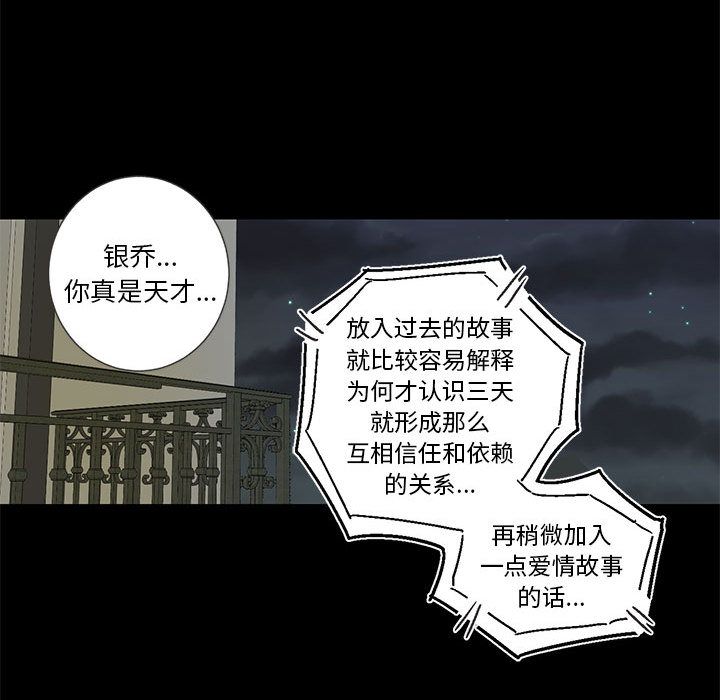 银乔...
你真是天才...
放入过去的故事
就比较容易解释
为何才认识三天
就形成那么
互相信任和依赖
的关系...
再稍微加入
一点爱情故事
的话...